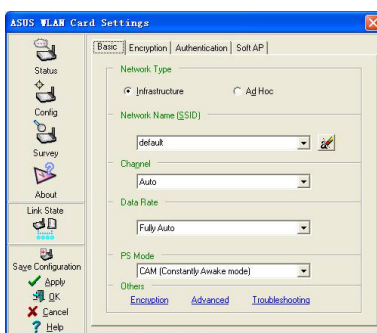 ASUS WLAN Card Settings
Status
Config
Survey
About
Link State
Save Configuration
Apply
OK
Cancel
Help
Basic Encryption Authentication Soft AP
Network Type
Infrastructure Ad Hoc
Network Name (SSID)
default
Channel
Auto
Data Rate
Fully Auto
PS Mode
CAM (Constantly Awake mode)
Others
Encryption Advanced Troubleshooting